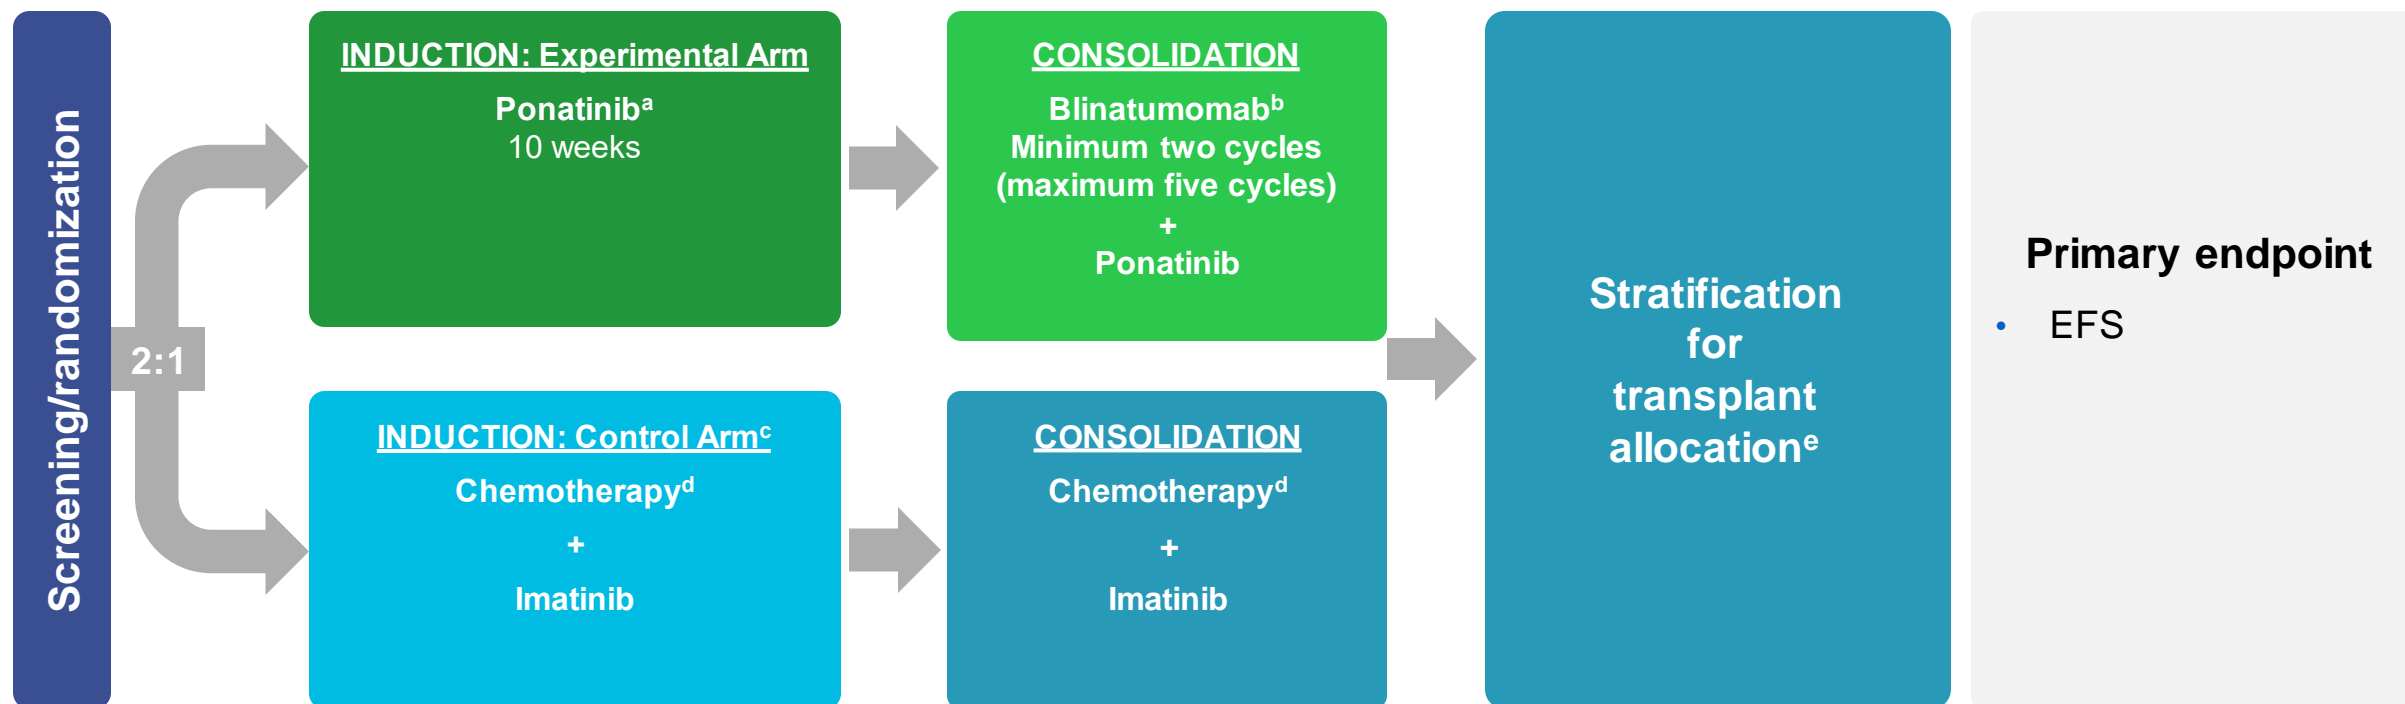 Screening/randomization
2:1
INDUCTION: Experimental Arm
Ponatinibᵃ
10 weeks
CONSOLIDATION
Blinatumomabᵇ
Minimum two cycles
(maximum five cycles)
+
Ponatinib
INDUCTION: Control Armᶜ
Chemotherapyᵈ
+
Imatinib
CONSOLIDATION
Chemotherapyᵈ
+
Imatinib
Stratification
for
transplant
allocationᵉ
Primary endpoint
• EFS